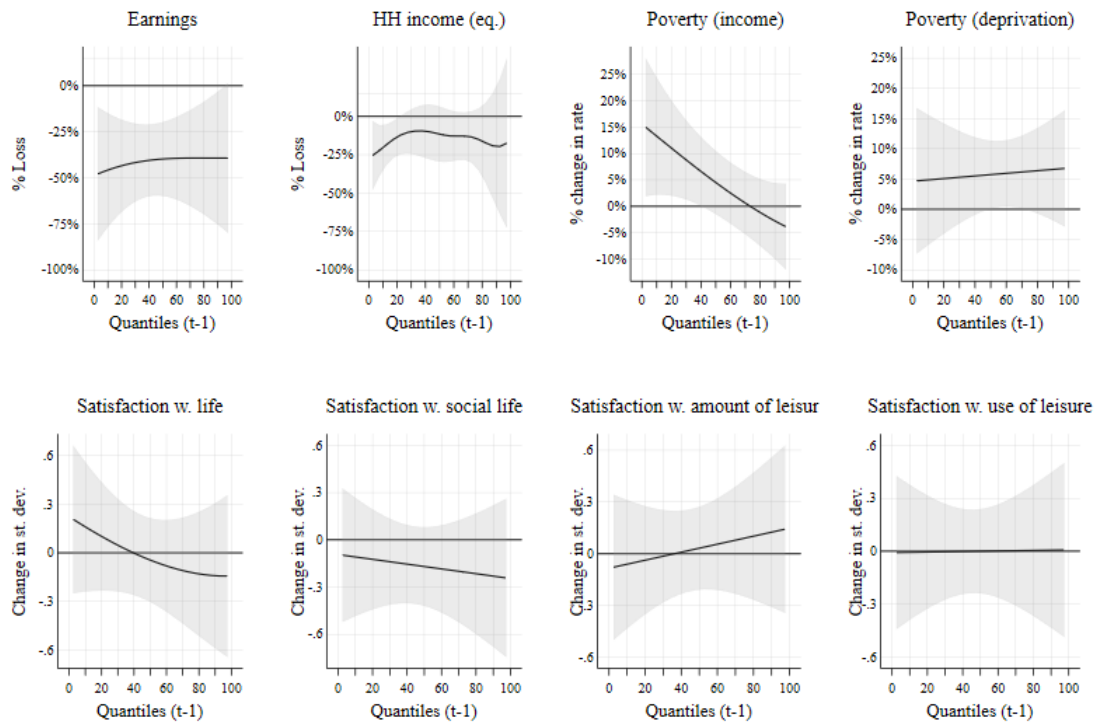 Earnings
HH income (eq.)
Poverty (income)
Poverty (deprivation)
% Loss
0%
-25%
-50%
-75%
-100%
0 20 40 60 80 100
Quantiles (t-1)
% Loss
0%
-25%
-50%
-75%
-100%
0 20 40 60 80 100
Quantiles (t-1)
% change in rate
25%
20%
15%
10%
5%
0%
-5%
-10%
0 20 40 60 80 100
Quantiles (t-1)
% change in rate
25%
20%
15%
10%
5%
0%
-5%
-10%
0 20 40 60 80 100
Quantiles (t-1)
Satisfaction w. life
Satisfaction w. social life
Satisfaction w. amount of leisur
Satisfaction w. use of leisure
Change in st. dev.
.6
.3
0
-.3
-.6
0 20 40 60 80 100
Quantiles (t-1)
Change in st. dev.
.6
.3
0
-.3
-.6
0 20 40 60 80 100
Quantiles (t-1)
Change in st. dev.
.6
.3
0
-.3
-.6
0 20 40 60 80 100
Quantiles (t-1)
Change in st. dev.
.6
.3
0
-.3
-.6
0 20 40 60 80 100
Quantiles (t-1)